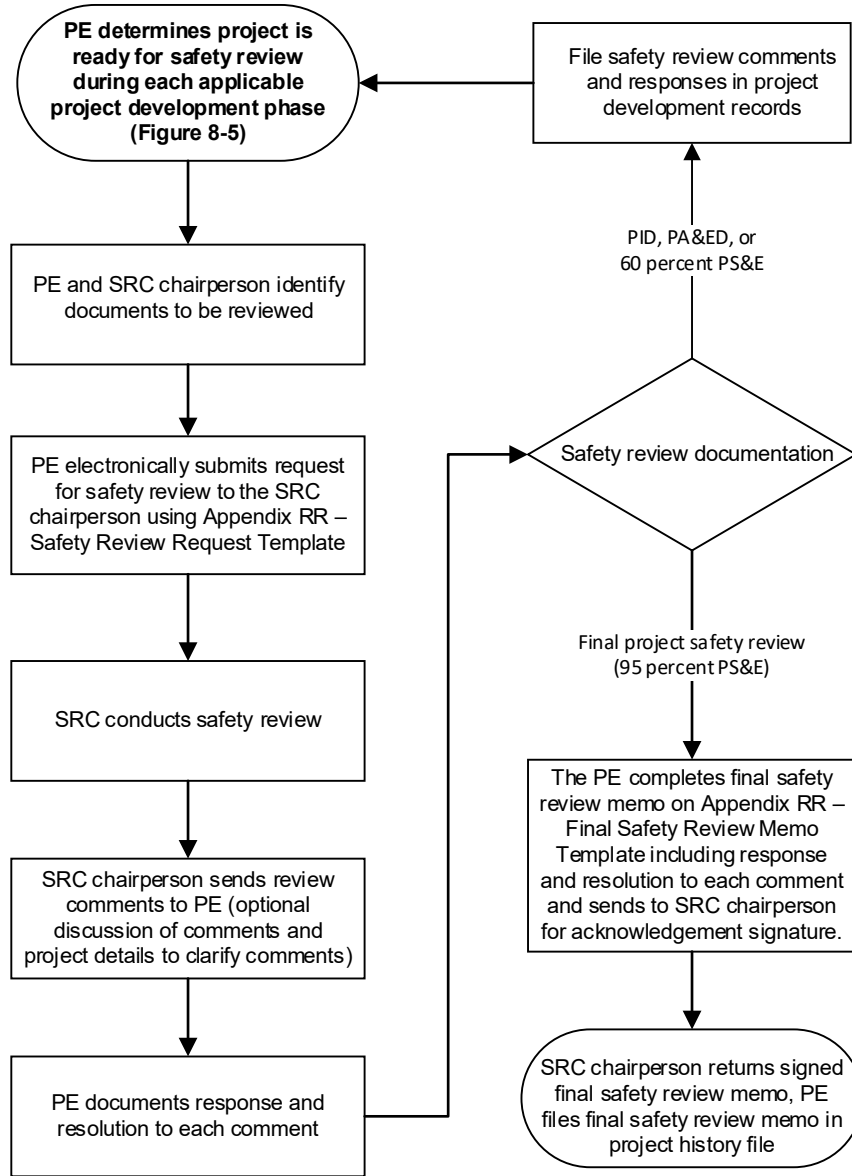 PE determines project is
ready for safety review
during each applicable
project development phase
(Figure 8-5)
PE and SRC chairperson identify
documents to be reviewed
PE electronically submits request
for safety review to the SRC
chairperson using Appendix RR –
Safety Review Request Template
SRC conducts safety review
SRC chairperson sends review
comments to PE (optional
discussion of comments and
project details to clarify comments)
PE documents response and
resolution to each comment
Safety review documentation
PID, PA&ED, or
60 percent PS&E
File safety review comments
and responses in project
development records
Final project safety review
(95 percent PS&E)
The PE completes final safety
review memo on Appendix RR –
Final Safety Review Memo
Template including response
and resolution to each comment
and sends to SRC chairperson
for acknowledgement signature.
SRC chairperson returns signed
final safety review memo, PE
files final safety review memo in
project history file